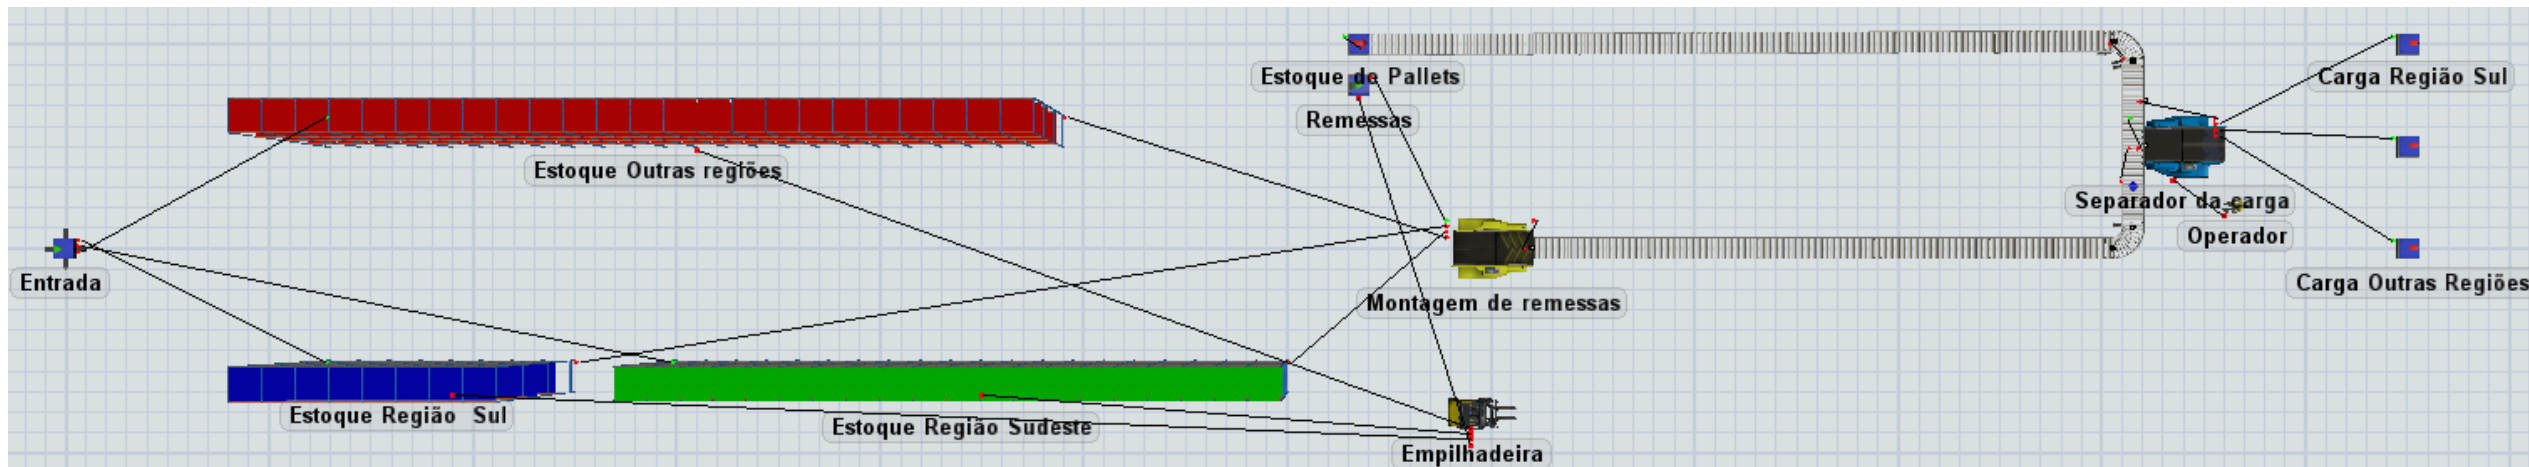 Estoque de Pallets
Carga Região Sul
Remessas
Estoque Outras regiões
Separador da carga
Operador
Entrada
Carga Outras Regiões
Montagem de remessas
Estoque Região Sul
Estoque Região Sudeste
Empilhadeira